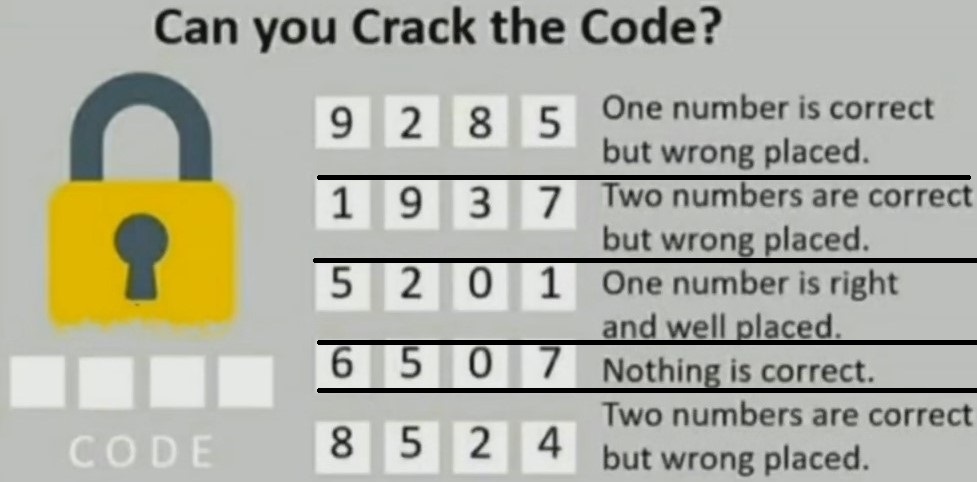 Can you Crack the Code?
9 2 8 5 One number is correct
but wrong placed.
1 9 3 7 Two numbers are correct
but wrong placed.
5 2 0 1 One number is right
and well placed.
6 5 0 7 Nothing is correct.
8 5 2 4 Two numbers are correct
but wrong placed.
CODE